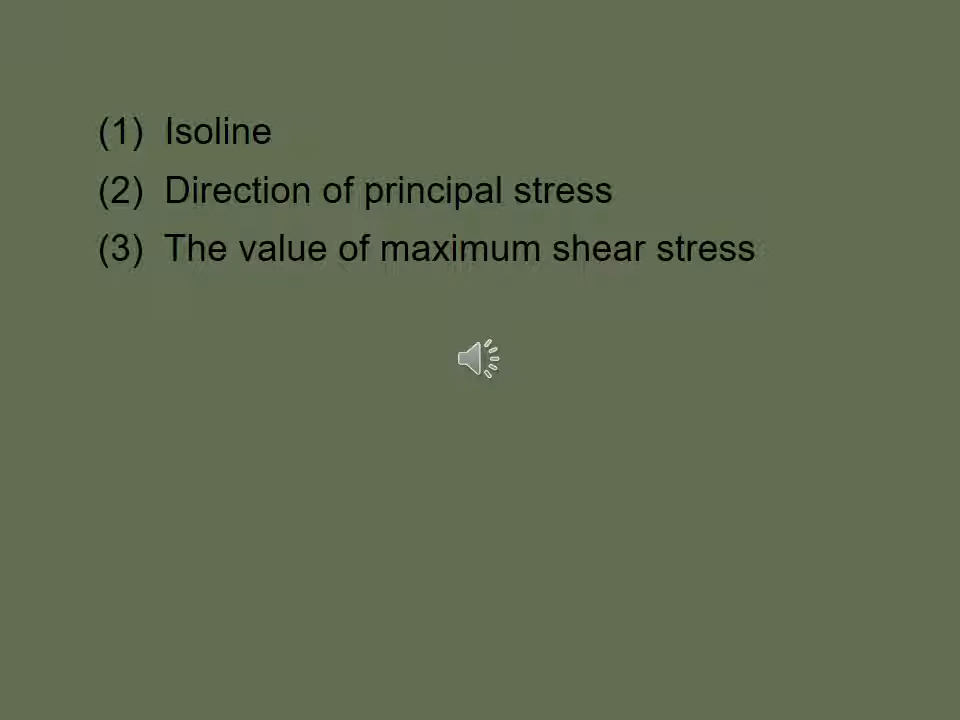 (1) Isoline
(2) Direction of principal stress
(3) The value of maximum shear stress